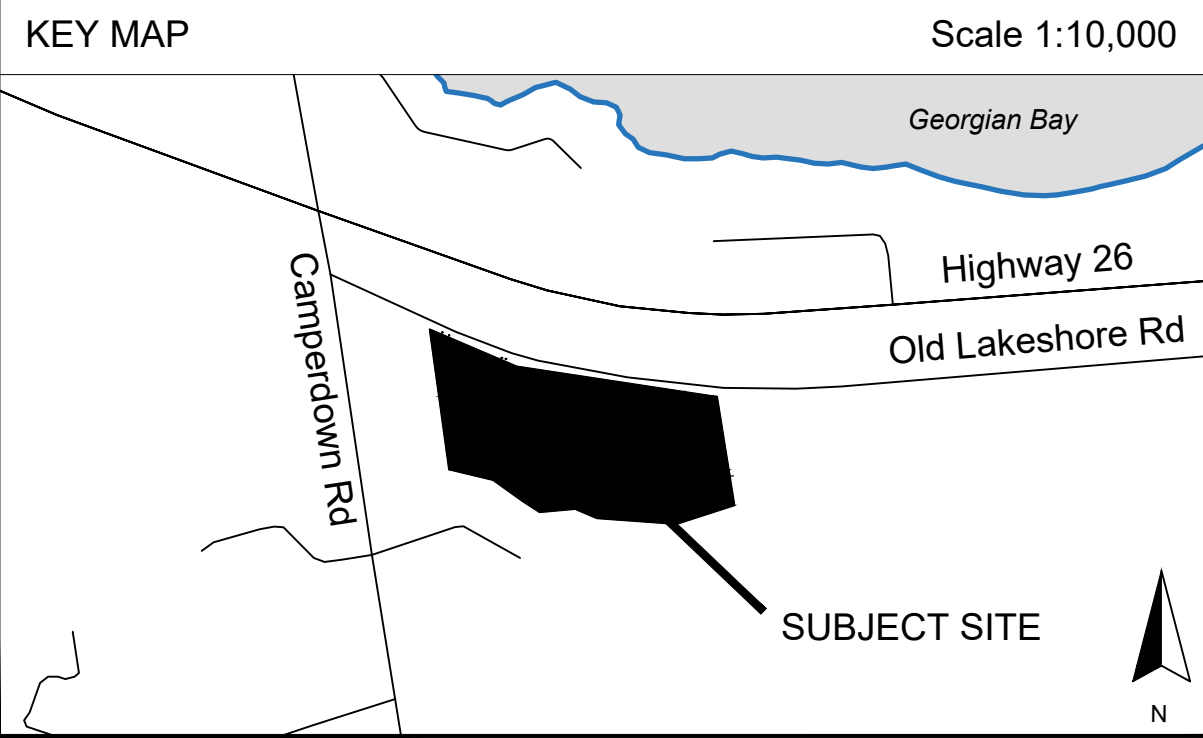 KEY MAP
Scale 1:10,000
Georgian Bay
Highway 26
Old Lakeshore Rd
Camperdown Rd
SUBJECT SITE
N